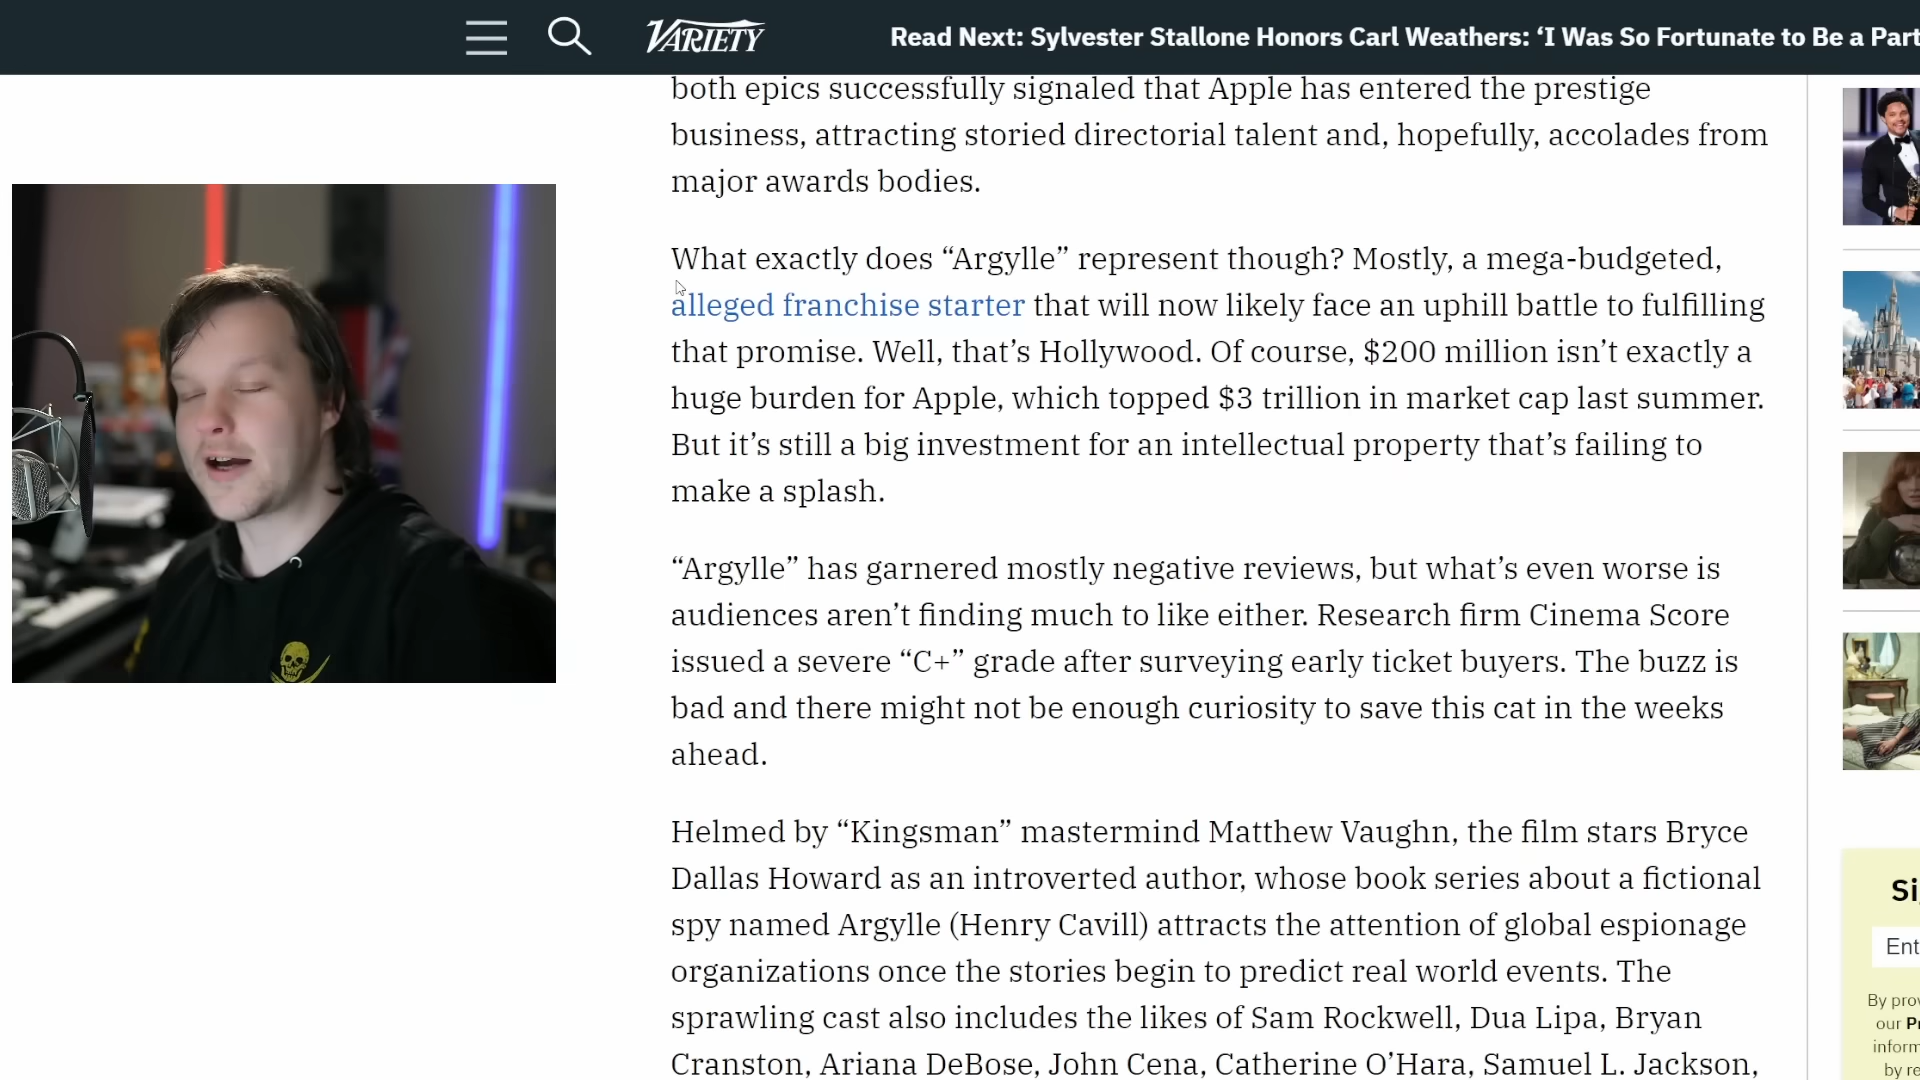 VARIETY
Read Next: Sylvester Stallone Honors Carl Weathers: ‘I Was So Fortunate to Be a Part
both epics successfully signaled that Apple has entered the prestige
business, attracting storied directorial talent and, hopefully, accolades from
major awards bodies.
What exactly does “Argylle” represent though? Mostly, a mega-budgeted,
alleged franchise starter that will now likely face an uphill battle to fulfilling
that promise. Well, that’s Hollywood. Of course, $200 million isn’t exactly a
huge burden for Apple, which topped $3 trillion in market cap last summer.
But it’s still a big investment for an intellectual property that’s failing to
make a splash.
“Argylle” has garnered mostly negative reviews, but what’s even worse is
audiences aren’t finding much to like either. Research firm Cinema Score
issued a severe “C+” grade after surveying early ticket buyers. The buzz is
bad and there might not be enough curiosity to save this cat in the weeks
ahead.
Helmed by “Kingsman” mastermind Matthew Vaughn, the film stars Bryce
Dallas Howard as an introverted author, whose book series about a fictional
spy named Argylle (Henry Cavill) attracts the attention of global espionage
organizations once the stories begin to predict real world events. The
sprawling cast also includes the likes of Sam Rockwell, Dua Lipa, Bryan
Cranston, Ariana DeBose, John Cena, Catherine O’Hara, Samuel L. Jackson,
Si
Ent
By prov
our Pr
inform
by re